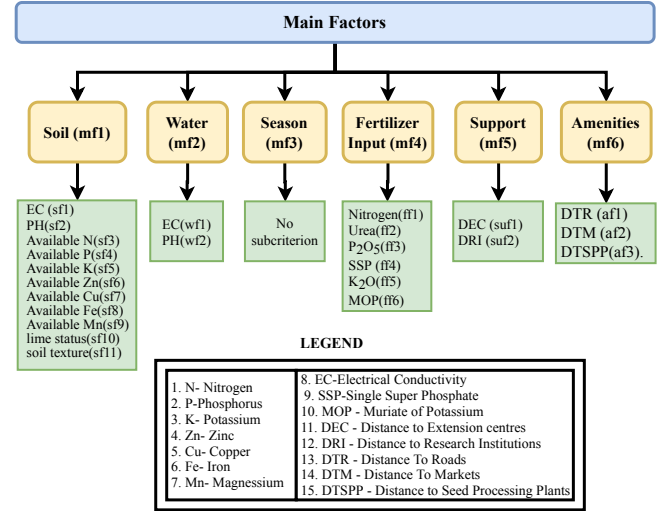 Main Factors
Soil (mf1)
Water
(mf2)
Season
(mf3)
Fertilizer
Input (mf4)
Support
(mf5)
Amenities
(mf6)
EC (sf1)
PH(sf2)
Available N(sf3)
Available P(sf4)
Available K(sf5)
Available Zn(sf6)
Available Cu(sf7)
Available Fe(sf8)
Available Mn(sf9)
lime status(sf10)
soil texture(sf11)
EC(wf1)
PH(wf2)
No
subcriterion
Nitrogen(ff1)
Urea(ff2)
P₂O₅(ff3)
SSP (ff4)
K₂O(ff5)
MOP(ff6)
DEC (suf1)
DRI (suf2)
DTR (af1)
DTM (af2)
DTSPP(af3).
LEGEND
1. N- Nitrogen
2. P-Phosphorus
3. K- Potassium
4. Zn- Zinc
5. Cu- Copper
6. Fe- Iron
7. Mn- Magnessium
8. EC-Electrical Conductivity
9. SSP-Single Super Phosphate
10. MOP - Muriate of Potassium
11. DEC - Distance to Extension centres
12. DRI - Distance to Research Institutions
13. DTR - Distance To Roads
14. DTM - Distance To Markets
15. DTSPP - Distance to Seed Processing Plants